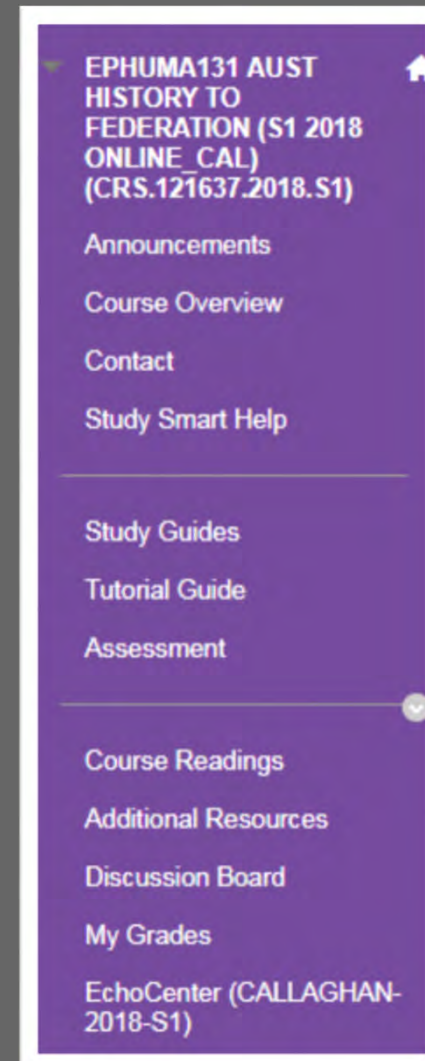 EPHUMA131 AUST
HISTORY TO
FEDERATION (S1 2018
ONLINE_CAL)
(CRS.121637.2018.S1)
Announcements
Course Overview
Contact
Study Smart Help
Study Guides
Tutorial Guide
Assessment
Course Readings
Additional Resources
Discussion Board
My Grades
EchoCenter (CALLAGHAN-
2018-S1)